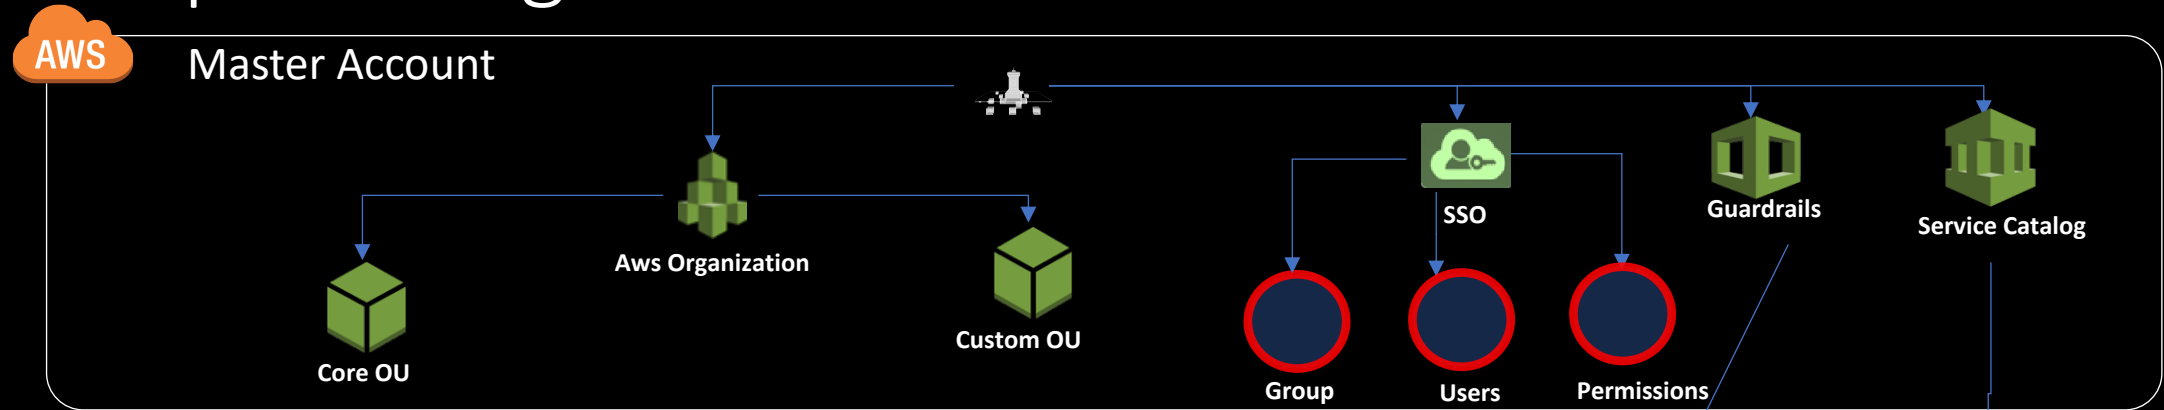 AWS
Master Account
SSO
Guardrails
Service Catalog
Aws Organization
Custom OU
Core OU
Group
Users
Permissions